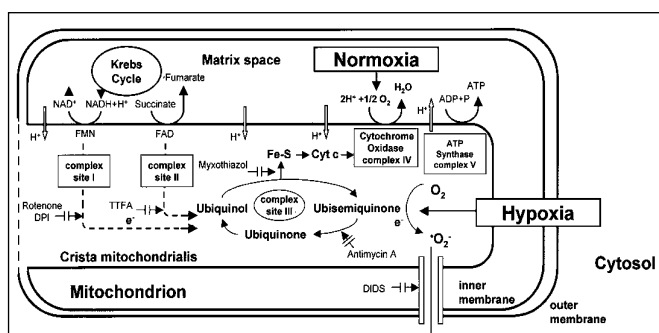 Krebs
Cycle
Matrix space
Normoxia
Fumarate
NAD⁺
NADH+H⁺
Succinate
2H⁺ +1/2 O₂
H₂O
ADP+P
ATP
H⁺
H⁺
H⁺
H⁺
FMN
FAD
Cytochrome
Oxidase
complex IV
ATP
Synthase
complex V
Fe-S
Cyt c
Myxothiazol
complex
site I
complex
site II
Rotenone
DPI
TTFA
e⁻
Ubiquinol
complex
site III
Ubisemiquinone
e⁻
O₂
Hypoxia
Ubiquinone
•O₂⁻
Antimycin A
Crista mitochondrialis
Cytosol
Mitochondrion
DIDS
inner
membrane
outer
membrane